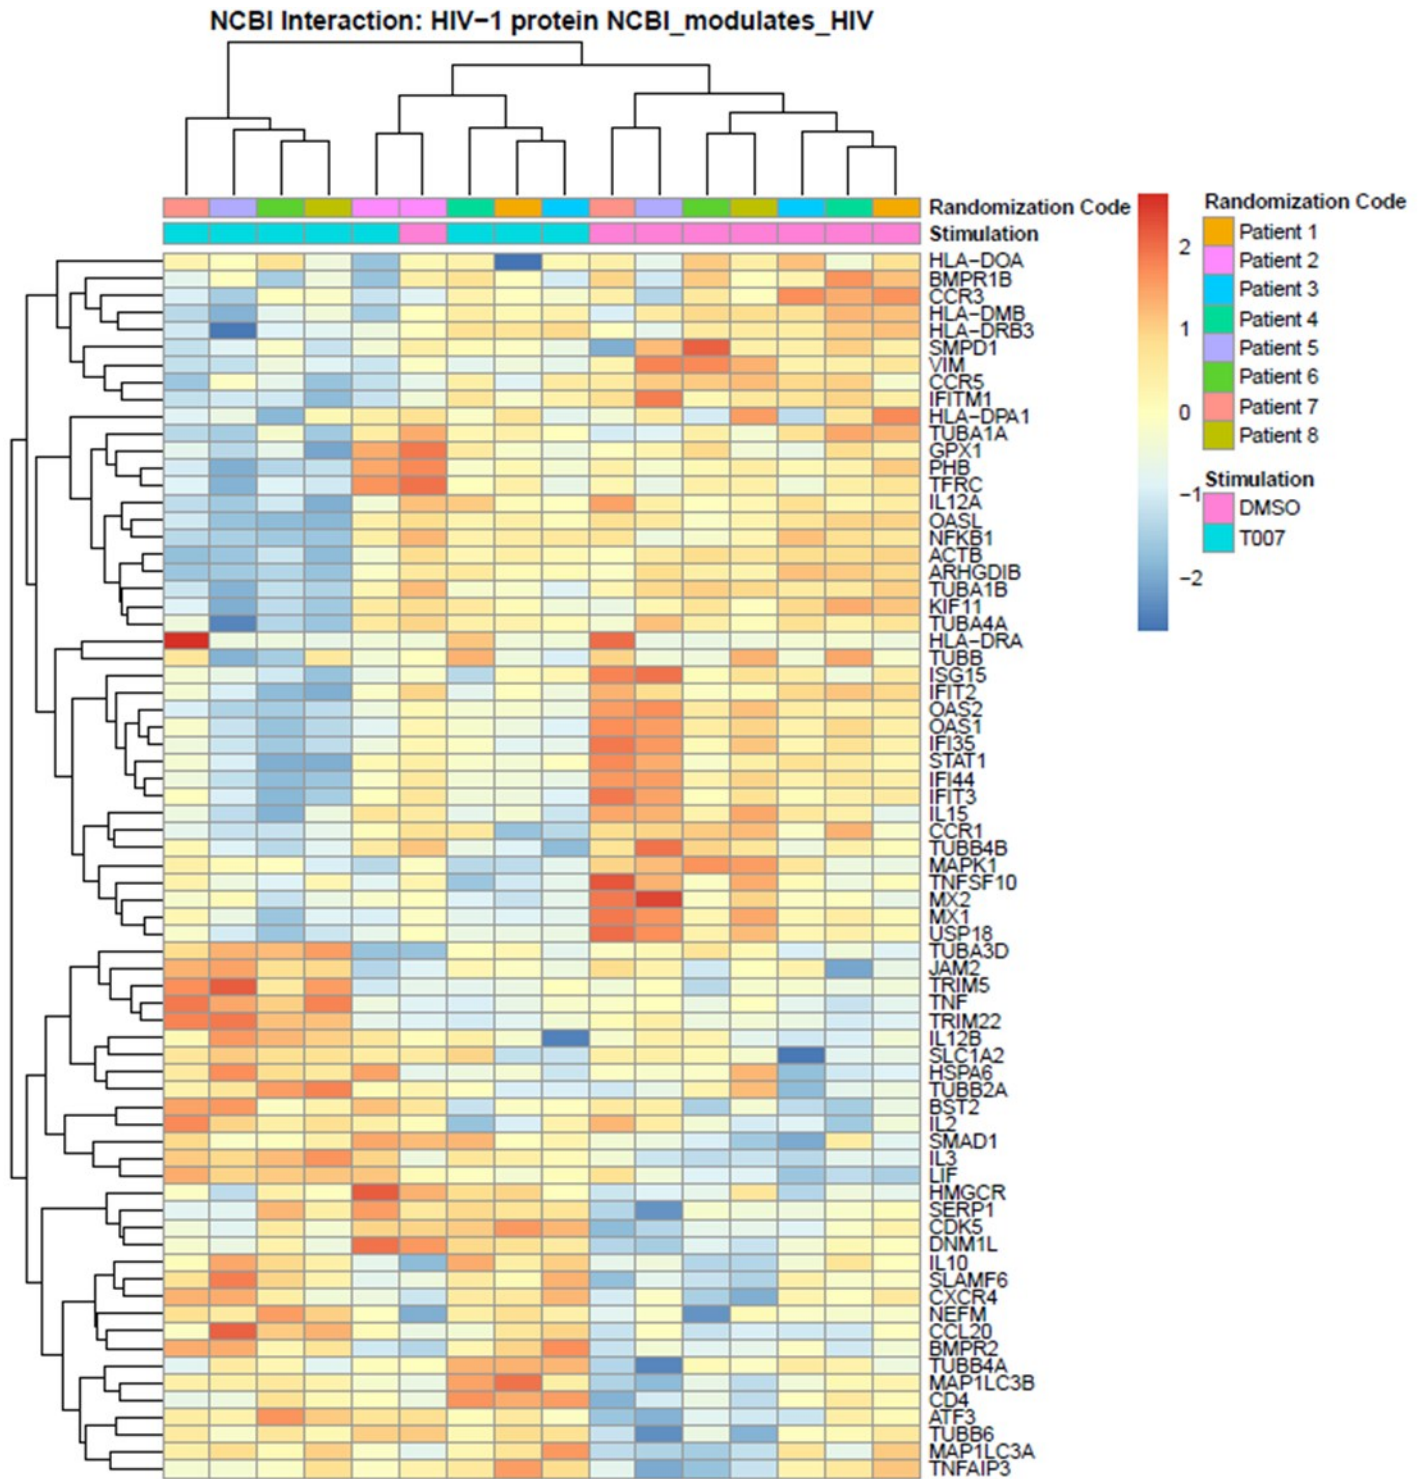 NCBI Interaction: HIV−1 protein NCBI_modulates_HIV
Randomization Code
Stimulation
HLA−DOA
BMPR1B
CCR3
HLA−DMB
HLA−DRB3
SMPD1
VIM
CCR5
IFITM1
HLA−DPA1
TUBA1A
GPX1
PHB
TFRC
IL12A
OASL
NFKB1
ACTB
ARHGDIB
TUBA1B
KIF11
TUBA4A
HLA−DRA
TUBB
ISG15
IFIT2
OAS2
OAS1
IFI35
STAT1
IFI44
IFIT3
IL15
CCR1
TUBB4B
MAPK1
TNFSF10
MX2
MX1
USP18
TUBA3D
JAM2
TRIM5
TNF
TRIM22
IL12B
SLC1A2
HSPA6
TUBB2A
BST2
IL2
SMAD1
IL3
LIF
HMGCR
SERP1
CDK5
DNM1L
IL10
SLAMF6
CXCR4
NEFM
CCL20
BMPR2
TUBB4A
MAP1LC3B
CD4
ATF3
TUBB6
MAP1LC3A
TNFAIP3
2
1
0
−1
−2
Randomization Code
Patient 1
Patient 2
Patient 3
Patient 4
Patient 5
Patient 6
Patient 7
Patient 8
Stimulation
DMSO
T007